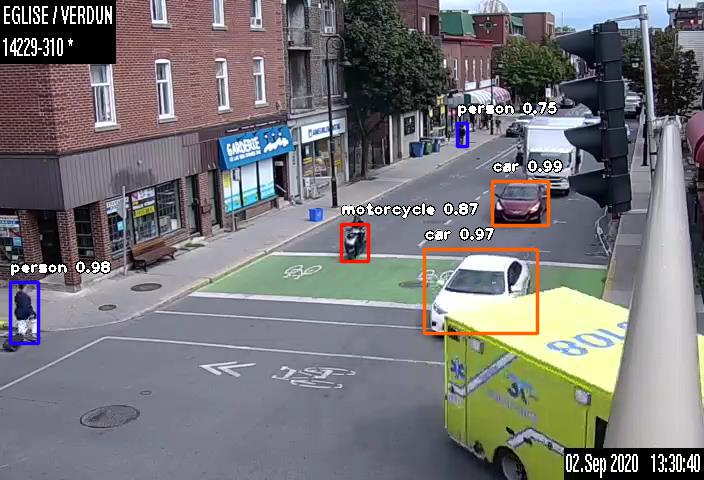 EGLISE / VERDUN
14229-310 *
person 0.75
car 0.99
motorcycle 0.87
car 0.97
person 0.98
GARDERIE
02.Sep 2020 13:30:40